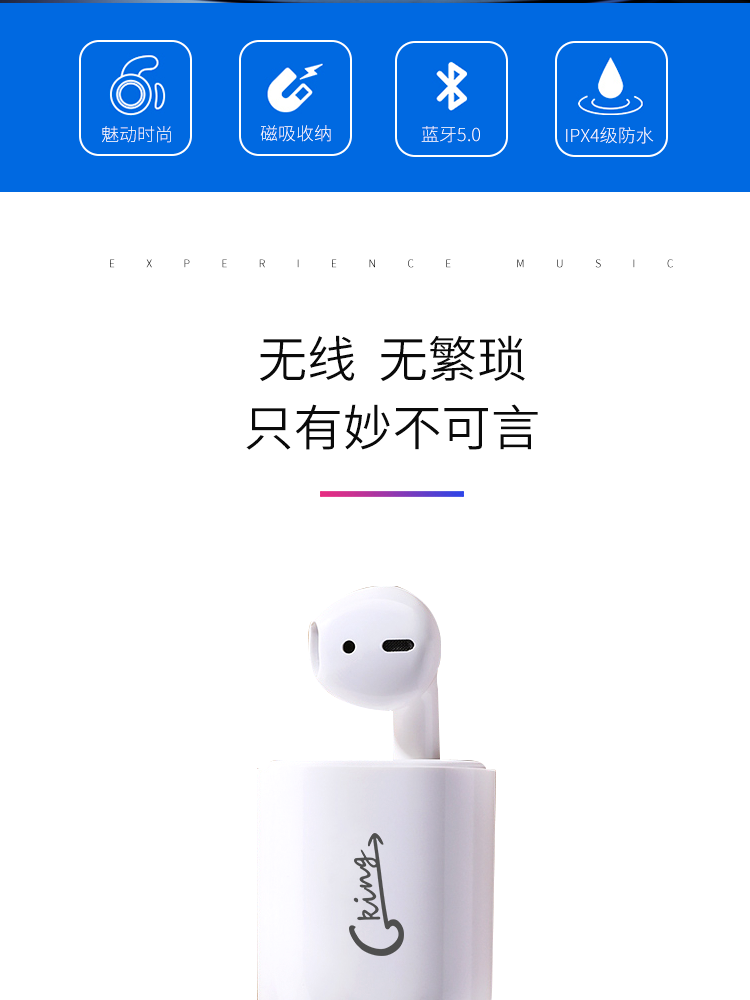 魅动时尚
磁吸收纳
蓝牙5.0
IPX4级防水
EXPERIENCE MUSIC
无线 无繁琐
只有妙不可言
Cking